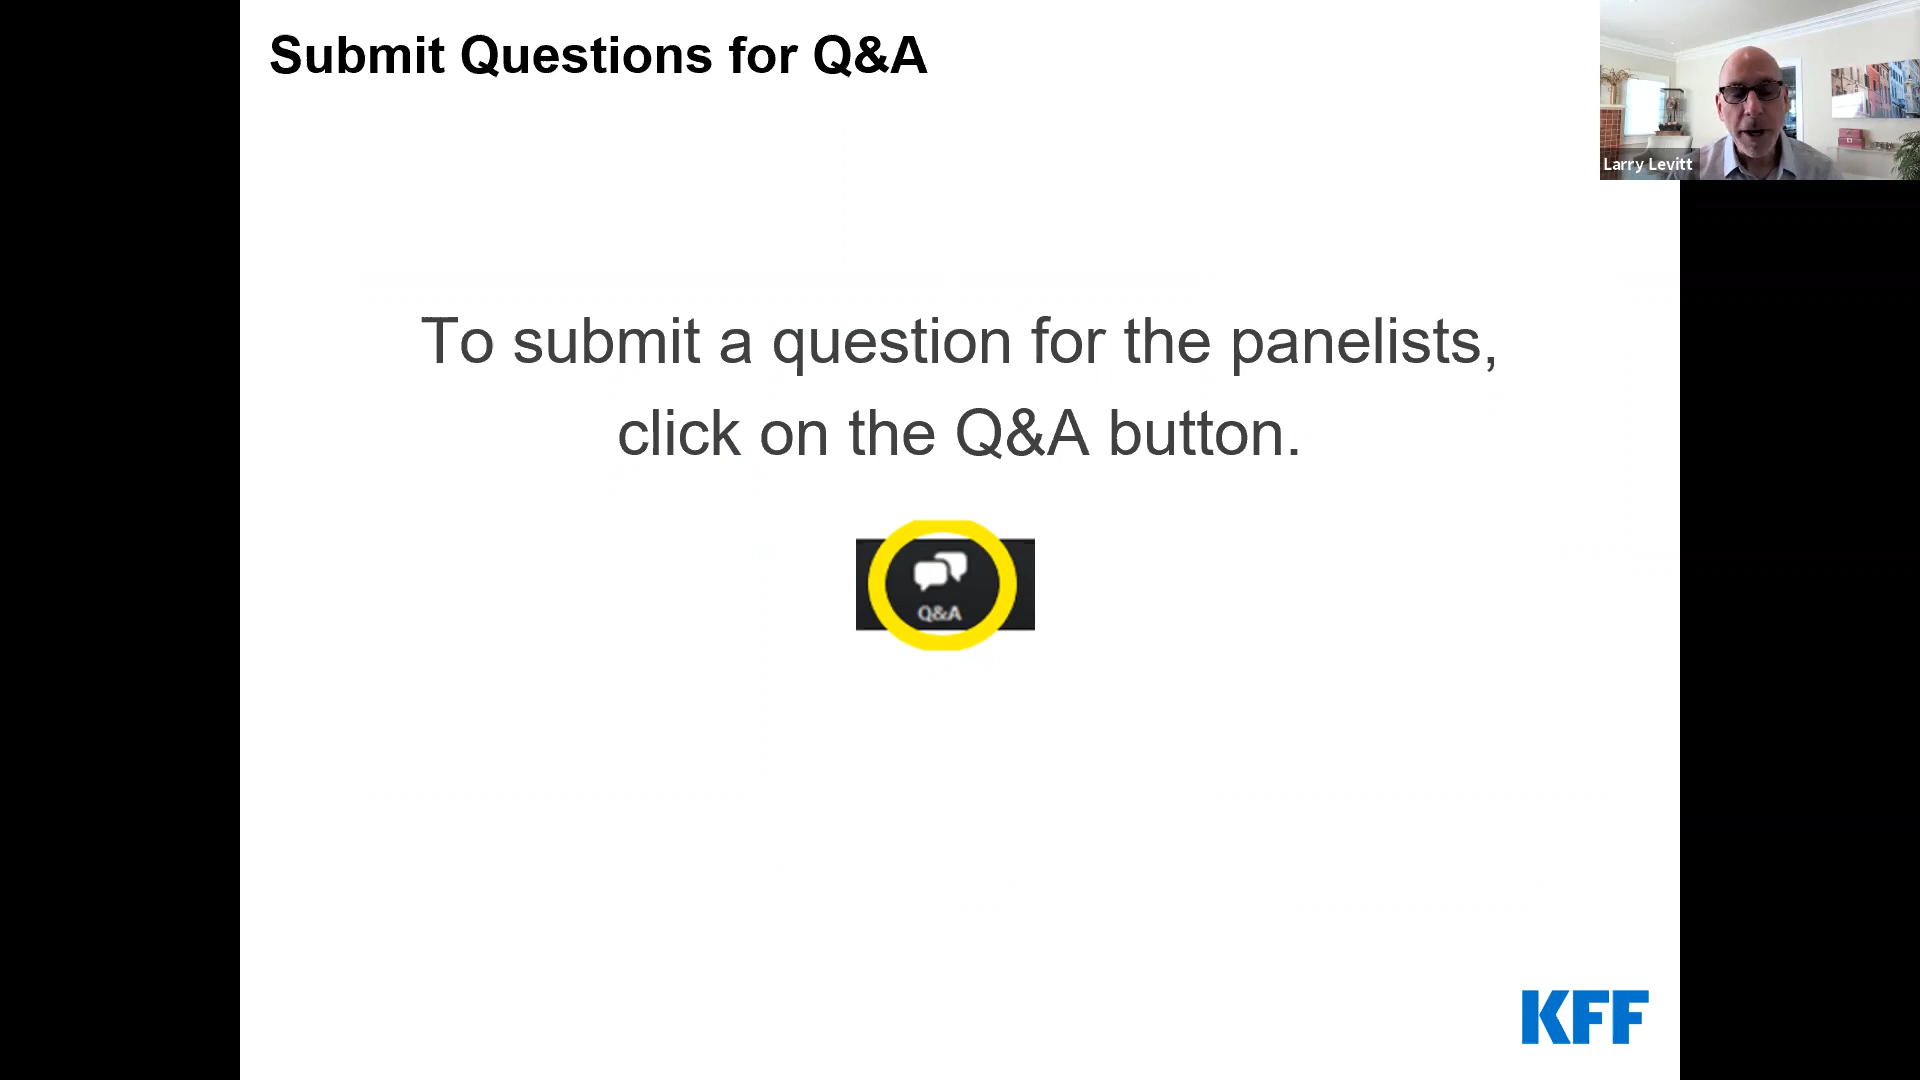 Submit Questions for Q&A
Larry Levitt
To submit a question for the panelists,
click on the Q&A button.
Q&A
KFF